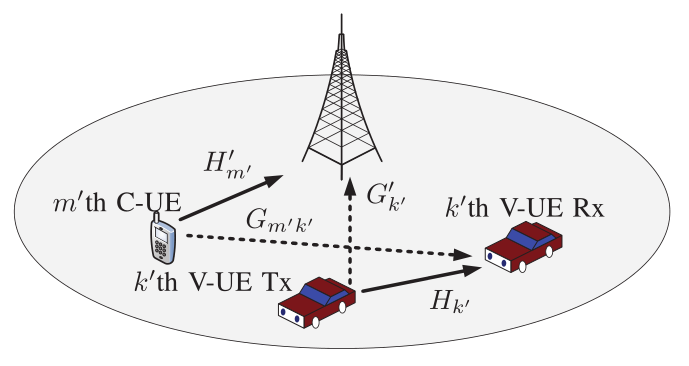 H′ₘ′
m′th C-UE
G′ₖ′
k′th V-UE Rx
Gₘ′ₖ′
k′th V-UE Tx
Hₖ′